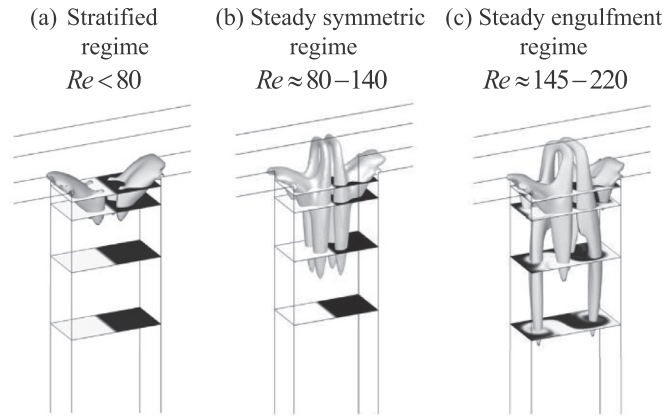 (a) Stratified
regime
Re < 80
(b) Steady symmetric
regime
Re ≈ 80−140
(c) Steady engulfment
regime
Re ≈ 145−220